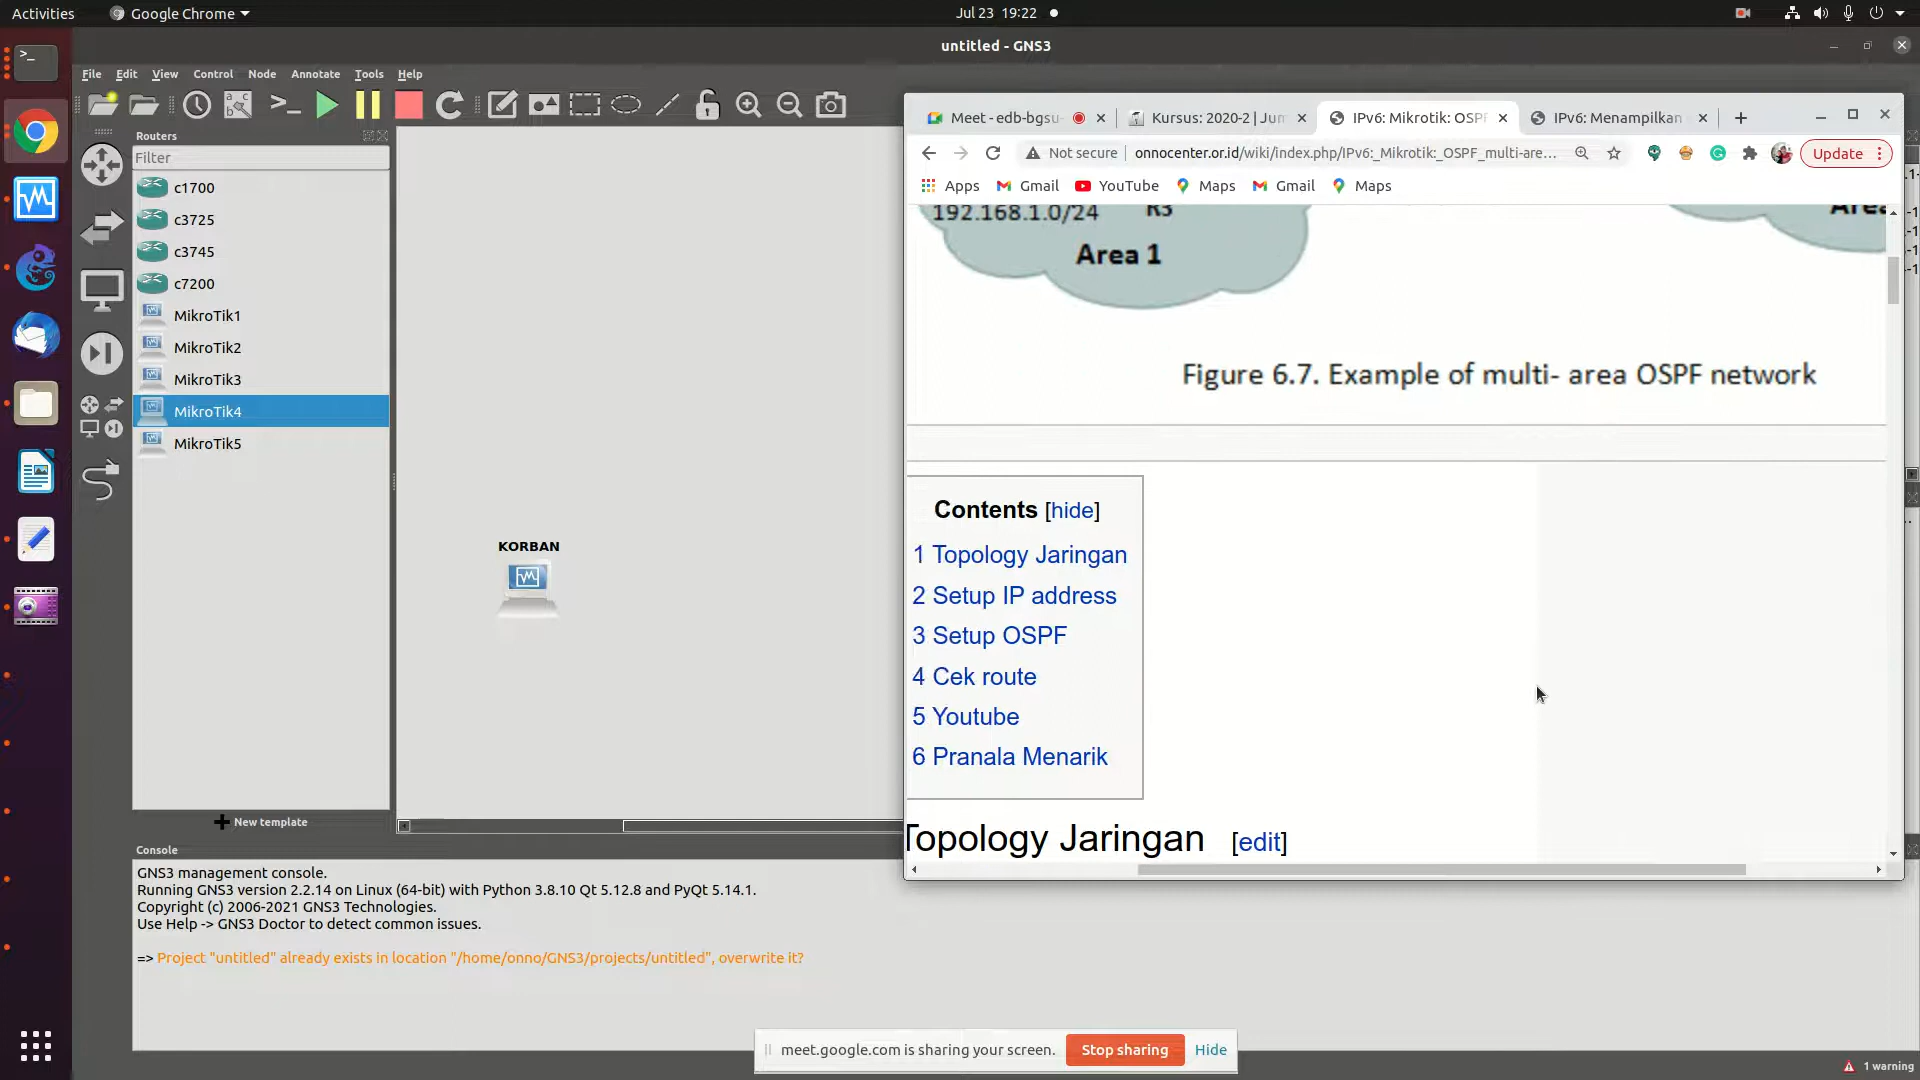 Activities
Google Chrome
Jul 23 19:22
untitled - GNS3
File Edit View Control Node Annotate Tools Help
Routers
Filter
c1700
c3725
c3745
c7200
MikroTik1
MikroTik2
MikroTik3
MikroTik4
MikroTik5
New template
KORBAN
Meet - edb-bgsu-
Kursus: 2020-2 | Jum
IPv6: Mikrotik: OSPF
IPv6: Menampilkan
Not secure
onnocenter.or.id/wiki/index.php/IPv6:_Mikrotik:_OSPF_multi-are...
Update
Apps
Gmail
YouTube
Maps
Gmail
Maps
192.168.1.0/24 R3
Area
Area 1
Figure 6.7. Example of multi- area OSPF network
Contents [hide]
1 Topology Jaringan
2 Setup IP address
3 Setup OSPF
4 Cek route
5 Youtube
6 Pranala Menarik
Topology Jaringan [edit]
Console
GNS3 management console.
Running GNS3 version 2.2.14 on Linux (64-bit) with Python 3.8.10 Qt 5.12.8 and PyQt 5.14.1.
Copyright (c) 2006-2021 GNS3 Technologies.
Use Help -> GNS3 Doctor to detect common issues.
=> Project "untitled" already exists in location "/home/onno/GNS3/projects/untitled", overwrite it?
meet.google.com is sharing your screen. Stop sharing Hide
1 warning